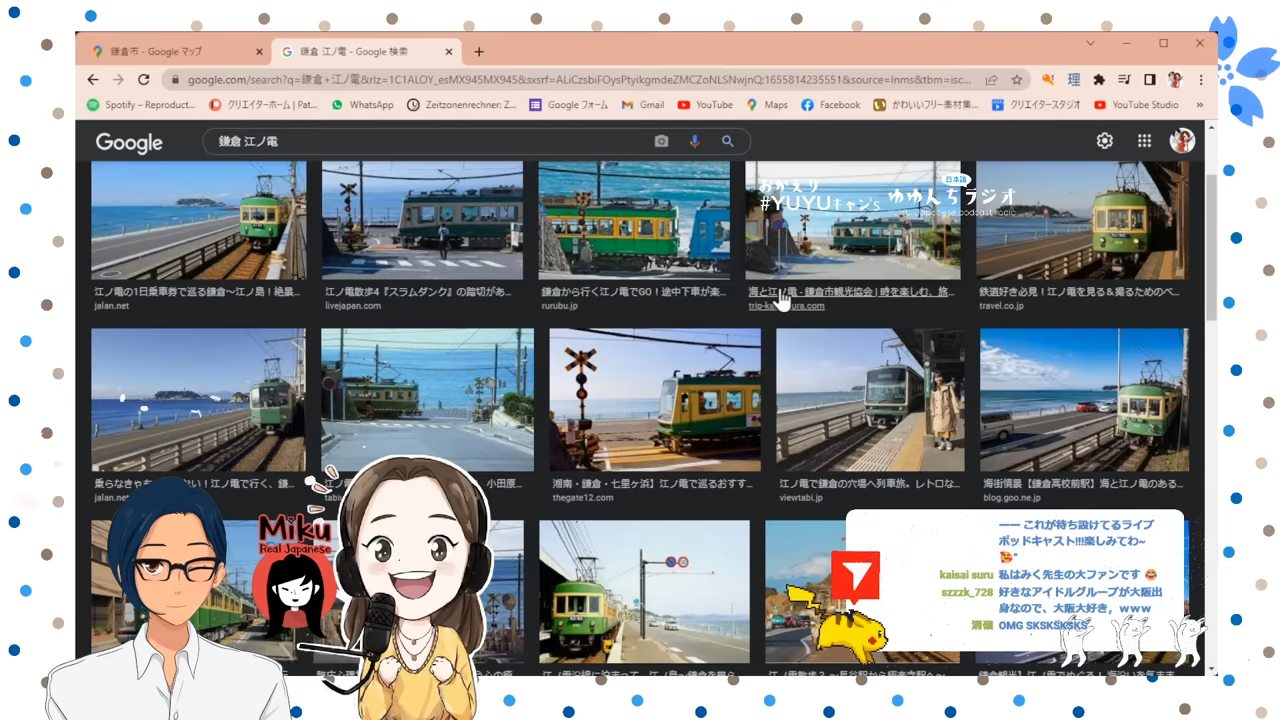 鎌倉市 - Google マップ
鎌倉 江ノ電 - Google 検索
google.com/search?q=鎌倉+江ノ電&rlz=1C1ALOY_esMX945MX945&sxsrf=ALiCzsbiFOysPtyikgmdeZMCZoNLSNwjnQ:1655814235551&source=lnms&tbm=isc...
Spotify – Reproduct...
クリエイターホーム | Pat...
WhatsApp
Zeitzonenrechner: Z...
Google フォーム
Gmail
YouTube
Maps
Facebook
かわいいフリー素材集...
クリエイタースタジオ
YouTube Studio
Google
鎌倉 江ノ電
おかえり
#YUYUキャン's
日本語
ゆゆんちラジオ
江ノ電の1日乗車券で巡る鎌倉～江ノ島！絶景...
jalan.net
江ノ電散歩4『スラムダンク』の踏切があ...
livejapan.com
鎌倉から行く江ノ電でGO！途中下車が楽...
rurubu.jp
海と江ノ電 - 鎌倉市観光協会 | 時を楽しむ、旅...
鉄道好き必見！江ノ電を見る＆撮るためのベ...
travel.co.jp
jalan.net
小田原...
湘南・鎌倉・七里ヶ浜】江ノ電で巡るおすす...
thegate12.com
江ノ電で鎌倉の穴場へ列車旅。レトロな...
viewtabi.jp
海街情景【鎌倉高校前駅】海と江ノ電のある...
blog.goo.ne.jp
Miku
Real Japanese
ーー これが待ち設けてるライブ
ポッドキャスト!!!楽しみてわ~
🥰"
kaisai suru 私はみく先生の大ファンです 😂
szzzk_728 好きなアイドルグループが大阪出
身なので、大阪大好き，ｗｗｗ
OMG SKSKSKSKS